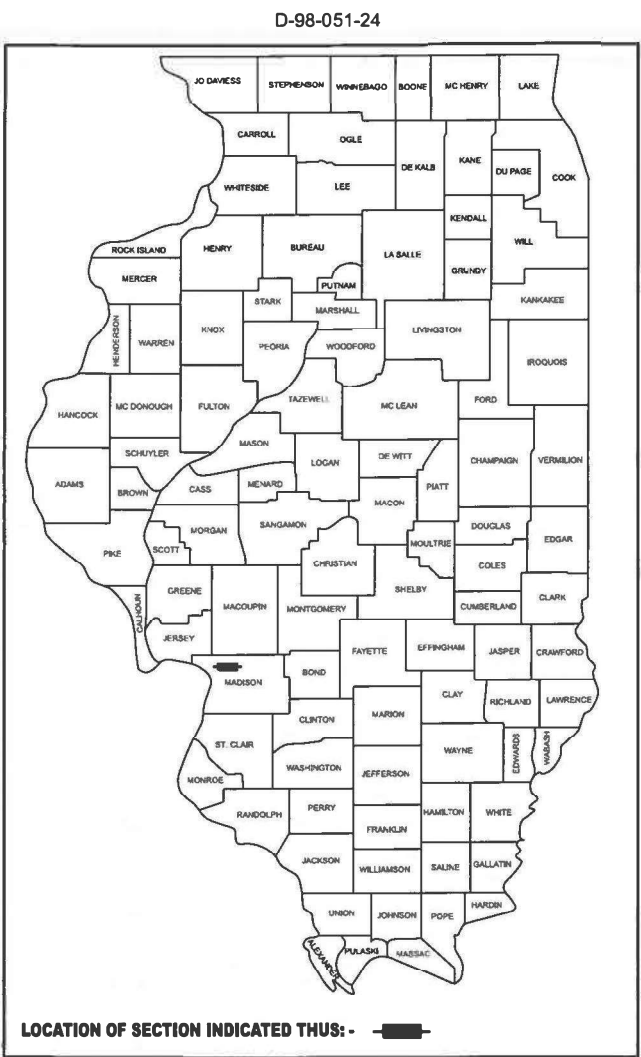 D-98-051-24
JO DAVIESS
STEPHENSON
WINNEBAGO
BOONE
MC HENRY
LAKE
CARROLL
OGLE
DE KALB
KANE
DU PAGE
COOK
WHITESIDE
LEE
KENDALL
WILL
ROCK ISLAND
HENRY
BUREAU
LA SALLE
GRUNDY
MERCER
PUTNAM
STARK
MARSHALL
KANKAKEE
HENDERSON
WARREN
KNOX
PEORIA
WOODFORD
LIVINGSTON
IROQUOIS
HANCOCK
MC DONOUGH
FULTON
TAZEWELL
MC LEAN
FORD
SCHUYLER
MASON
LOGAN
DE WITT
CHAMPAIGN
VERMILION
ADAMS
BROWN
CASS
MENARD
MACON
PIATT
PIKE
SCOTT
MORGAN
SANGAMON
CHRISTIAN
MOULTRIE
DOUGLAS
EDGAR
COLES
CALHOUN
GREENE
MACOUPIN
MONTGOMERY
SHELBY
CUMBERLAND
CLARK
JERSEY
FAYETTE
EFFINGHAM
JASPER
CRAWFORD
MADISON
BOND
CLAY
RICHLAND
LAWRENCE
CLINTON
MARION
ST. CLAIR
WAYNE
EDWARDS
WABASH
MONROE
WASHINGTON
JEFFERSON
RANDOLPH
PERRY
HAMILTON
WHITE
FRANKLIN
JACKSON
WILLIAMSON
SALINE
GALLATIN
UNION
JOHNSON
POPE
HARDIN
ALEXANDER
PULASKI
MASSAC
LOCATION OF SECTION INDICATED THUS: -